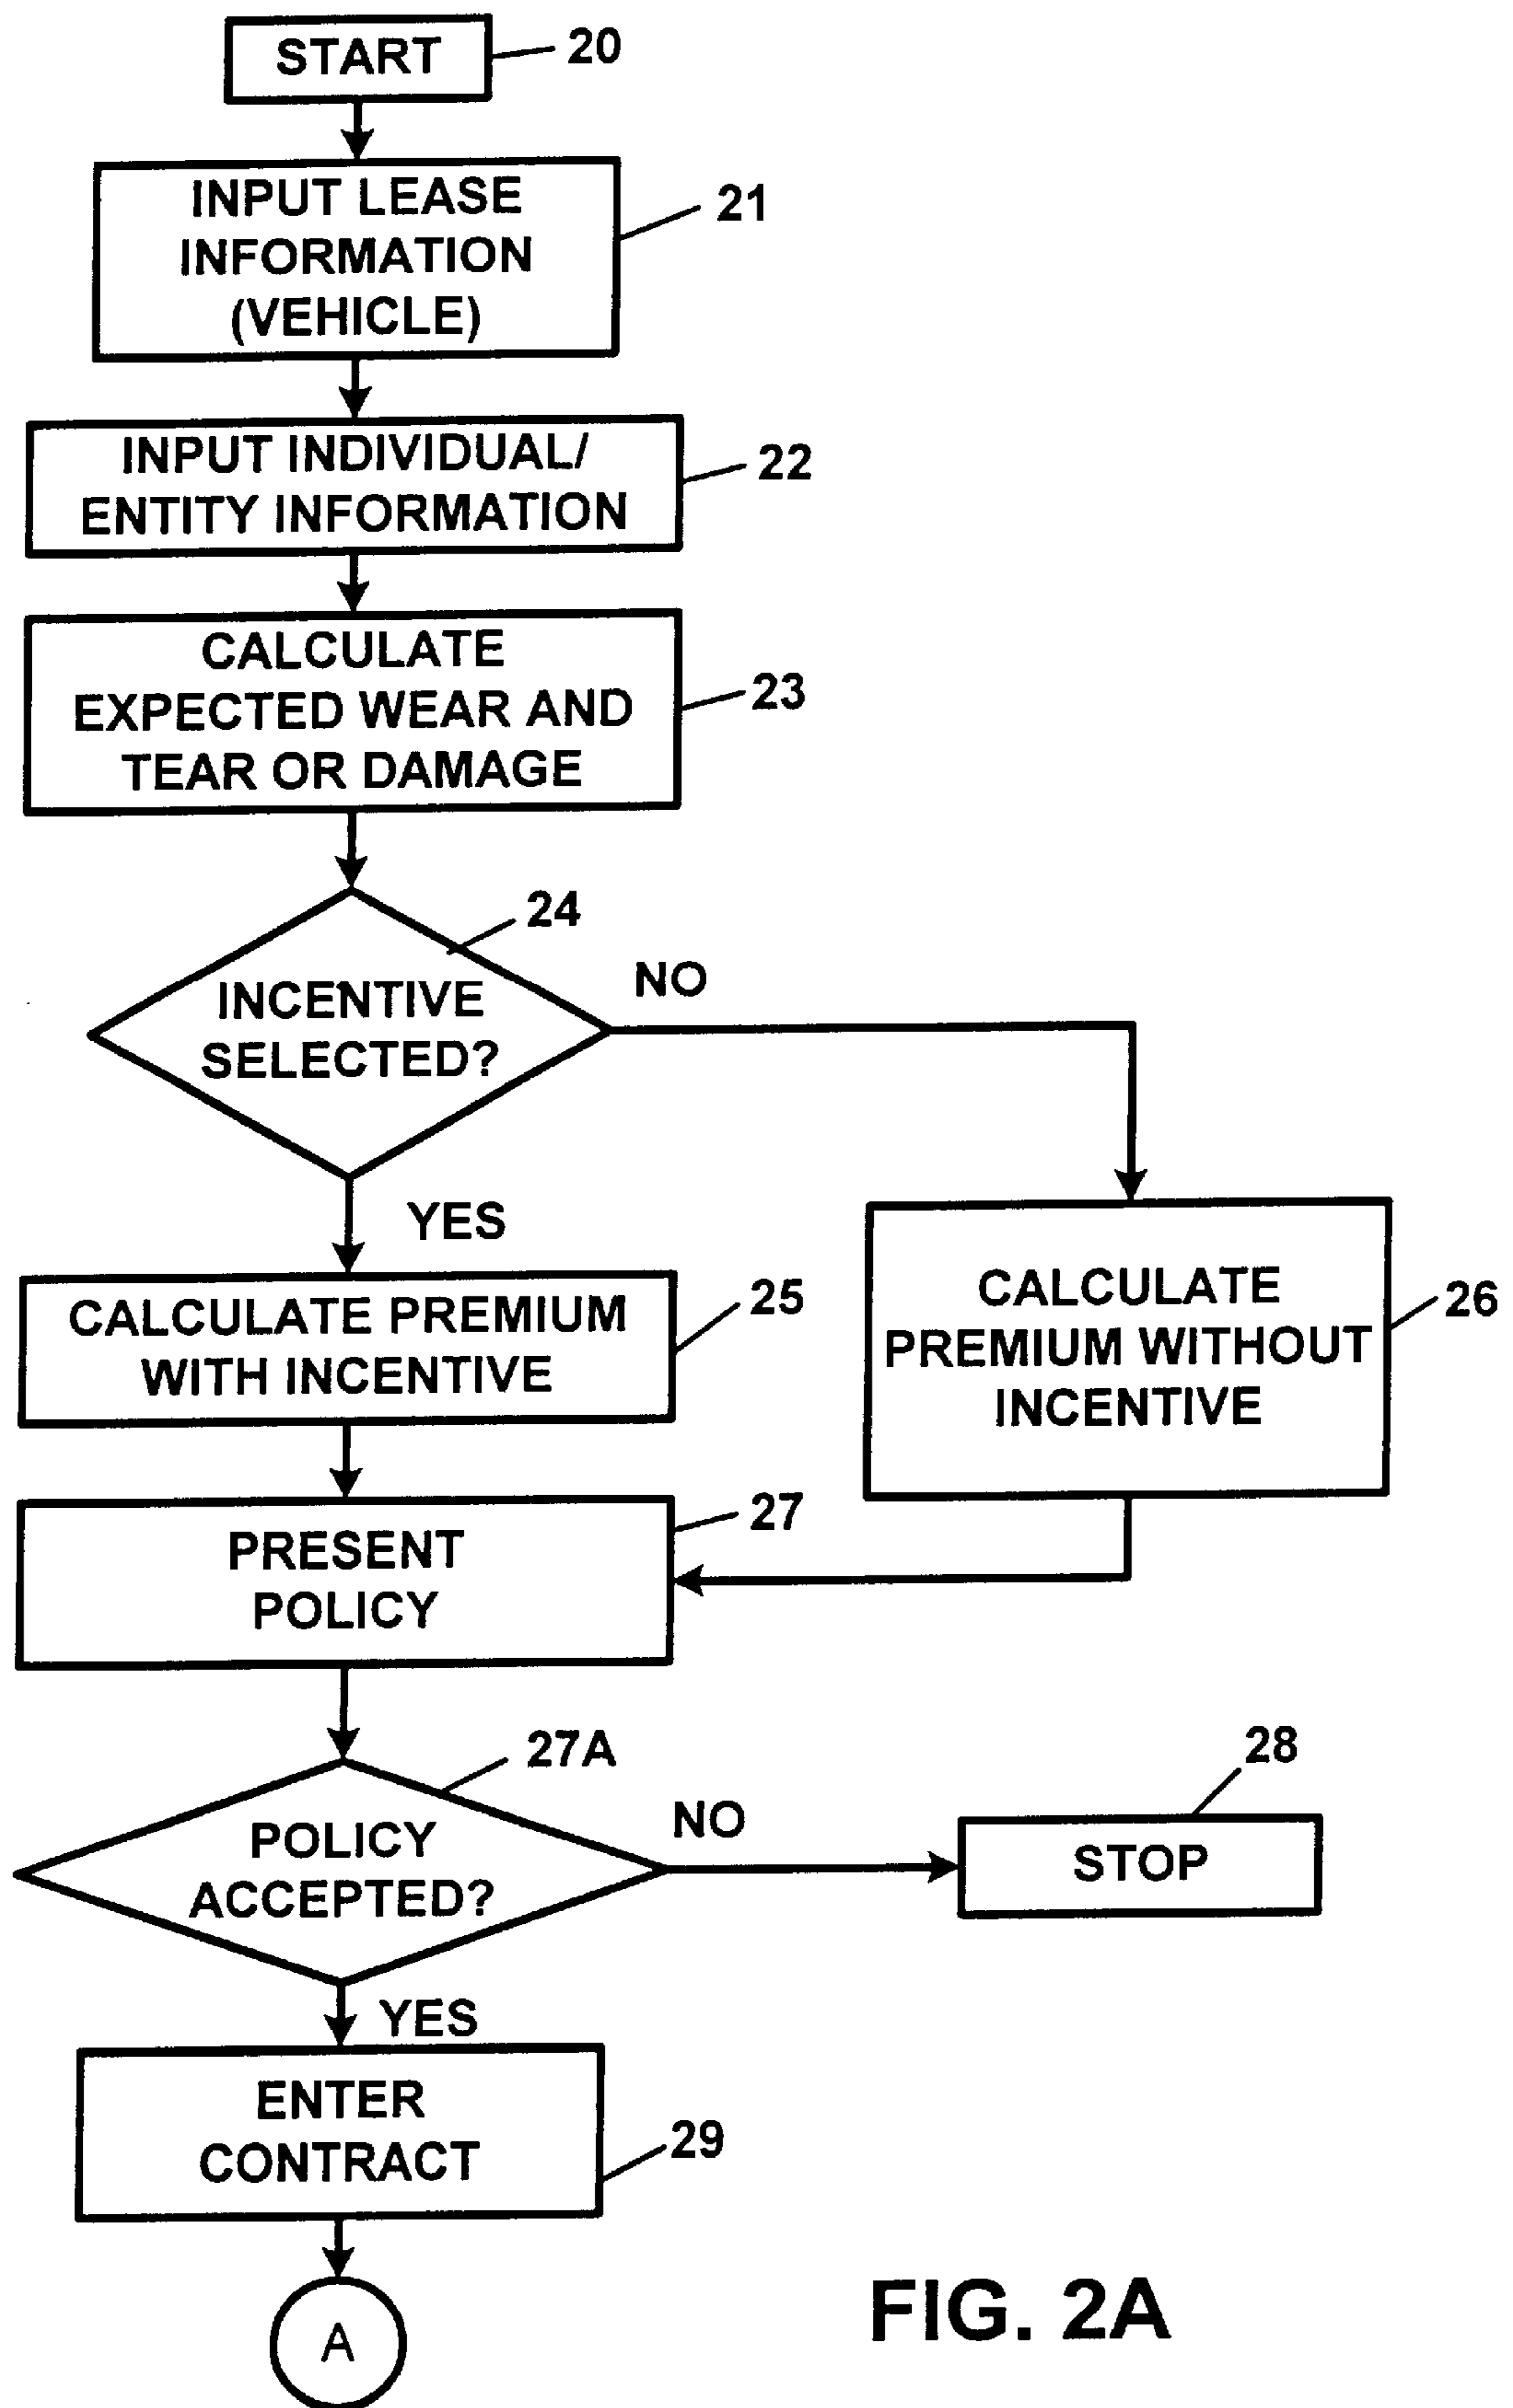 START
20
INPUT LEASE
INFORMATION
(VEHICLE)
21
INPUT INDIVIDUAL/
ENTITY INFORMATION
22
CALCULATE
EXPECTED WEAR AND
TEAR OR DAMAGE
23
24
INCENTIVE
SELECTED?
NO
YES
CALCULATE PREMIUM
WITH INCENTIVE
25
CALCULATE
PREMIUM WITHOUT
INCENTIVE
26
PRESENT
POLICY
27
27A
POLICY
ACCEPTED?
NO
28
STOP
YES
ENTER
CONTRACT
29
A
FIG. 2A